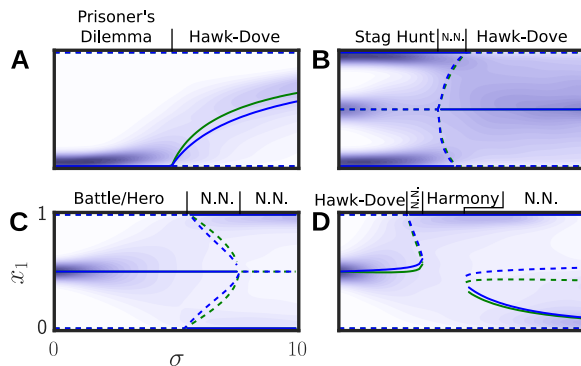 Prisoner's
Dilemma
Hawk-Dove
Stag Hunt
N.N.
Hawk-Dove
A
B
Battle/Hero
N.N.
N.N.
Hawk-Dove
N.N.
Harmony
N.N.
C
D
1
x₁
0
0
σ
10